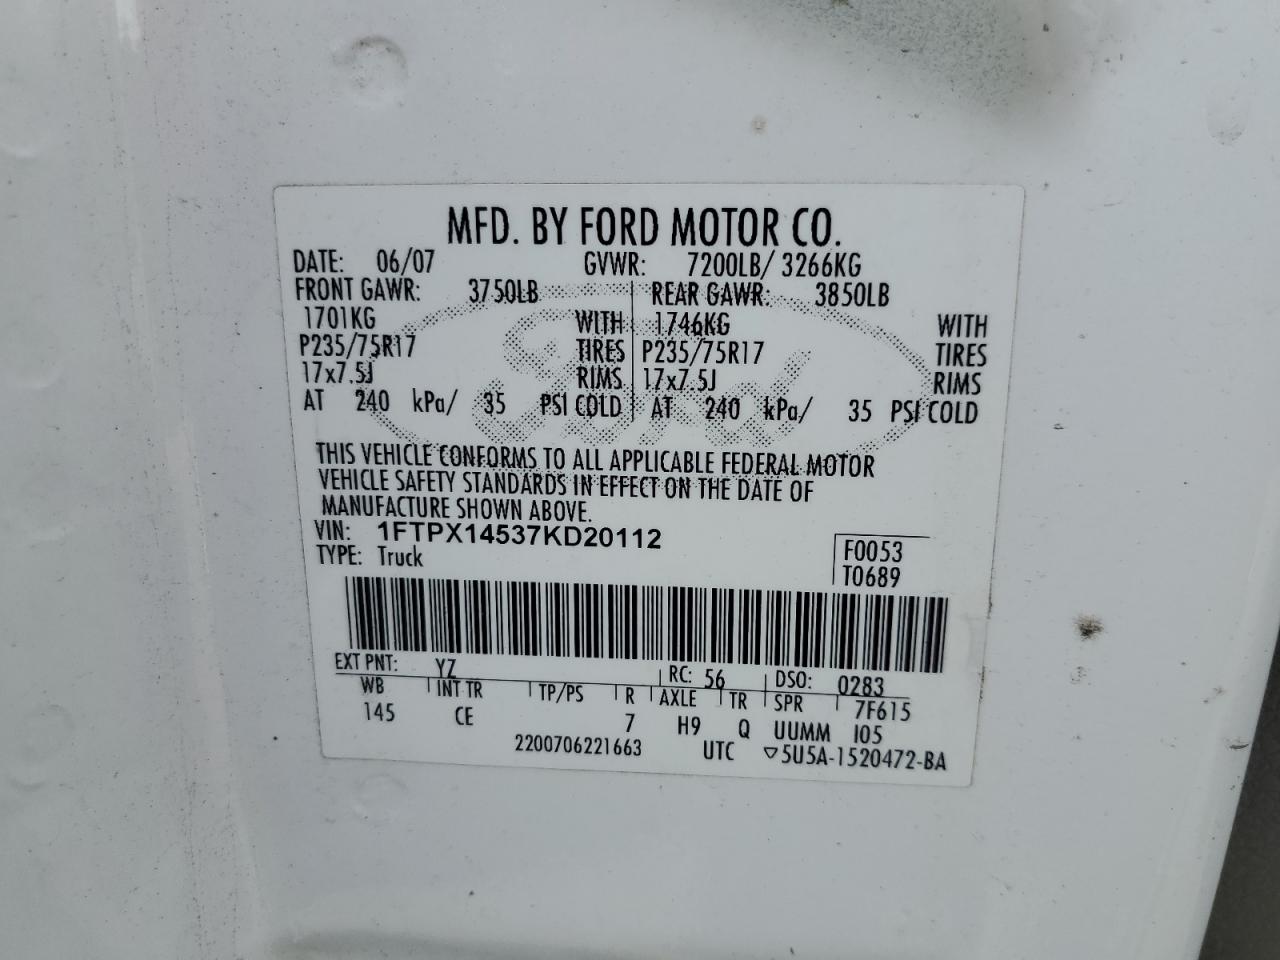 MFD. BY FORD MOTOR CO.
DATE: 06/07 GVWR: 7200LB/ 3266KG
FRONT GAWR: 3750LB REAR GAWR: 3850LB
1701KG WITH 1746KG WITH
P235/75R17 TIRES P235/75R17 TIRES
17x7.5J RIMS 17x7.5J RIMS
AT 240 kPa/ 35 PSI COLD AT 240 kPa/ 35 PSI COLD
THIS VEHICLE CONFORMS TO ALL APPLICABLE FEDERAL MOTOR
VEHICLE SAFETY STANDARDS IN EFFECT ON THE DATE OF
MANUFACTURE SHOWN ABOVE.
VIN: 1FTPX14537KD20112
TYPE: Truck
F0053
T0689
EXT PNT: YZ RC: 56 DSO: 0283
WB INT TR TP/PS R AXLE TR SPR 7F615
145 CE 7 H9 Q UUMM I05
2200706221663 UTC ▽5U5A-1520472-BA
Ford